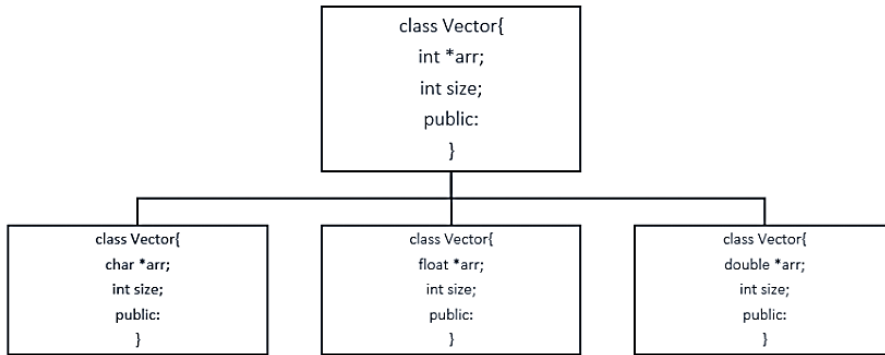 class Vector{
int *arr;
int size;
public:
}
class Vector{
char *arr;
int size;
public:
}
class Vector{
float *arr;
int size;
public:
}
class Vector{
double *arr;
int size;
public:
}